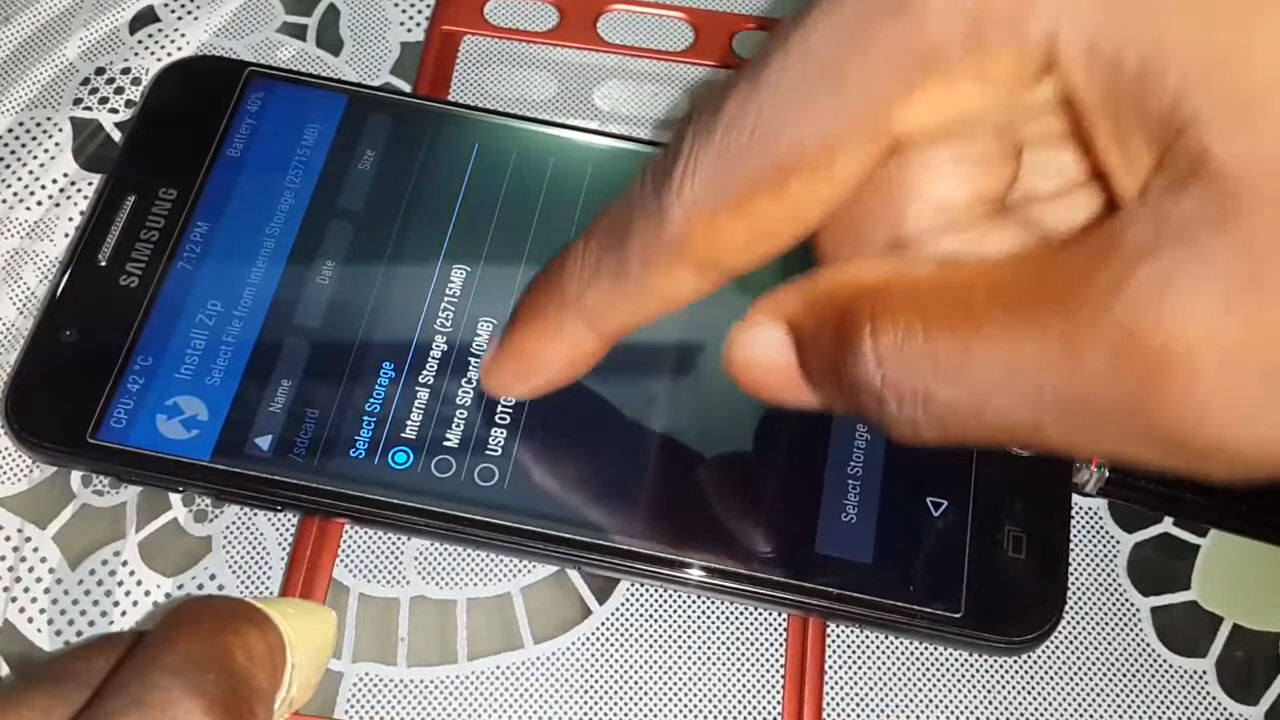 SAMSUNG
CPU: 42 °C
7:12 PM
Battery: 40%
Install Zip
Select File from Internal Storage (25715 MB)
Name
Date
Size
/sdcard
Select Storage
Internal Storage (25715MB)
Micro SDCard (0MB)
USB OTG
Select Storage